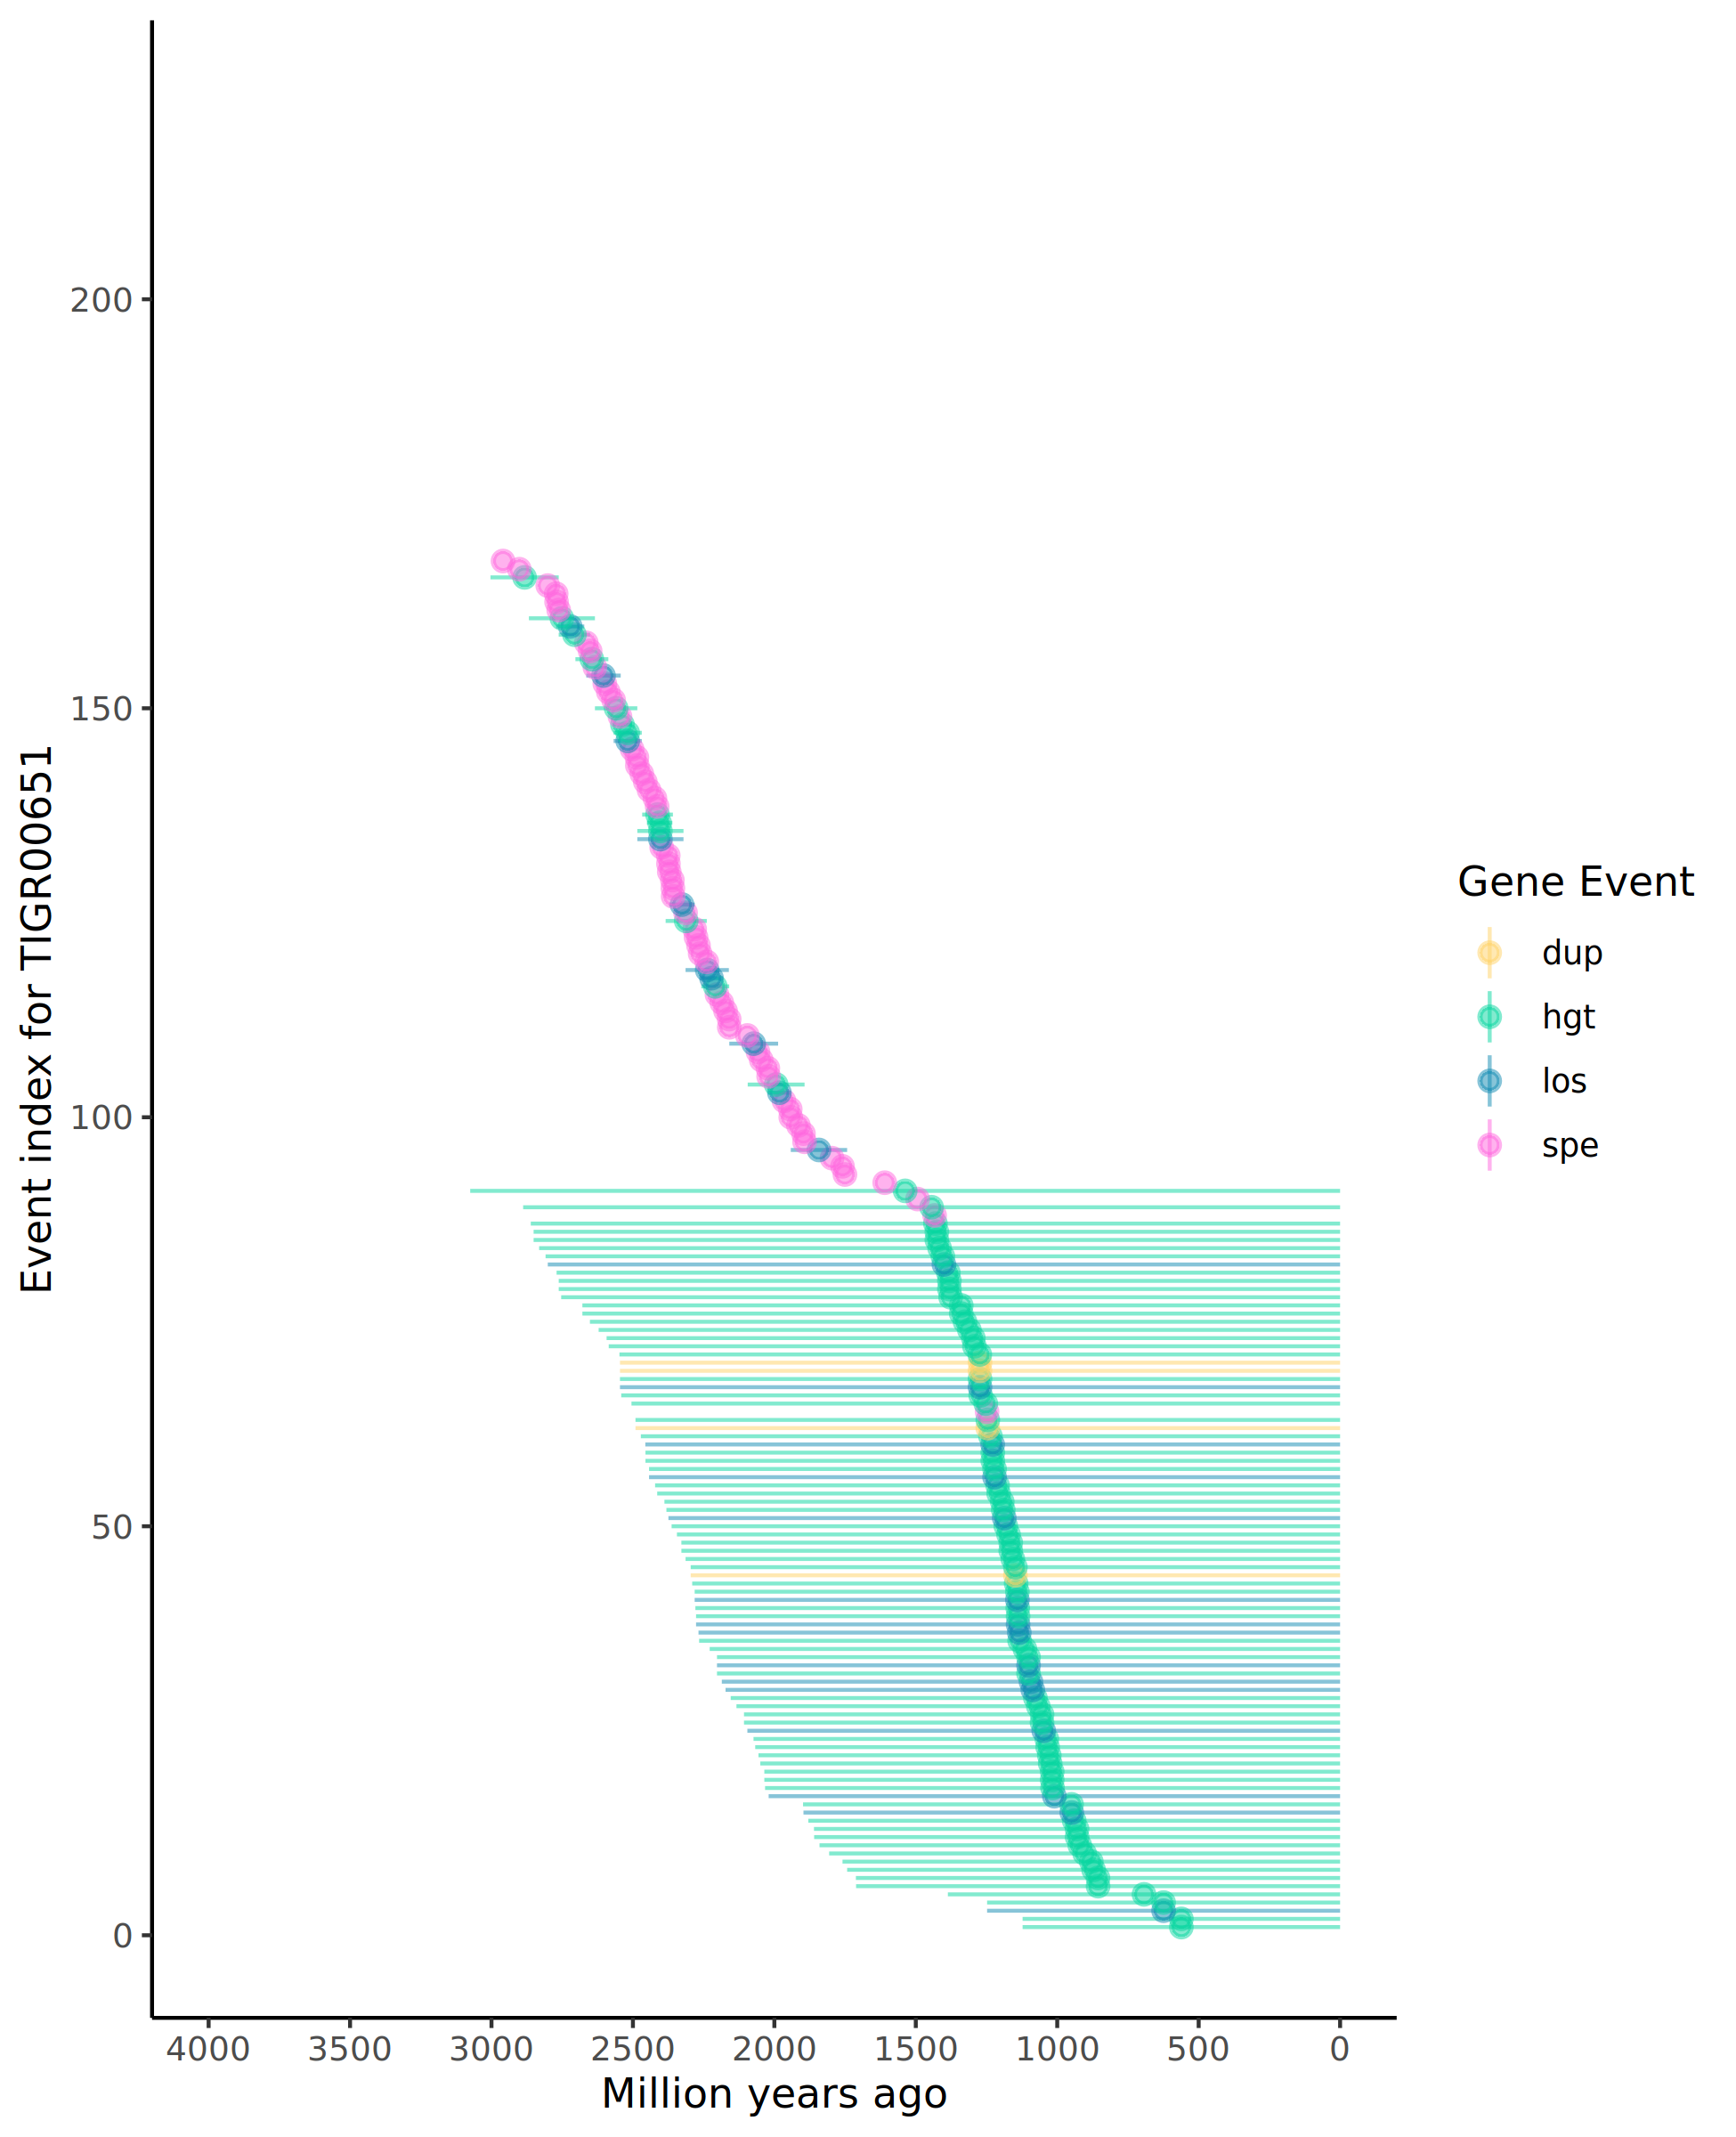 200
150
100
50
0
Event index for TIGR00651
4000 3500 3000 2500 2000 1500 1000 500 0
Million years ago
Gene Event
dup
hgt
los
spe